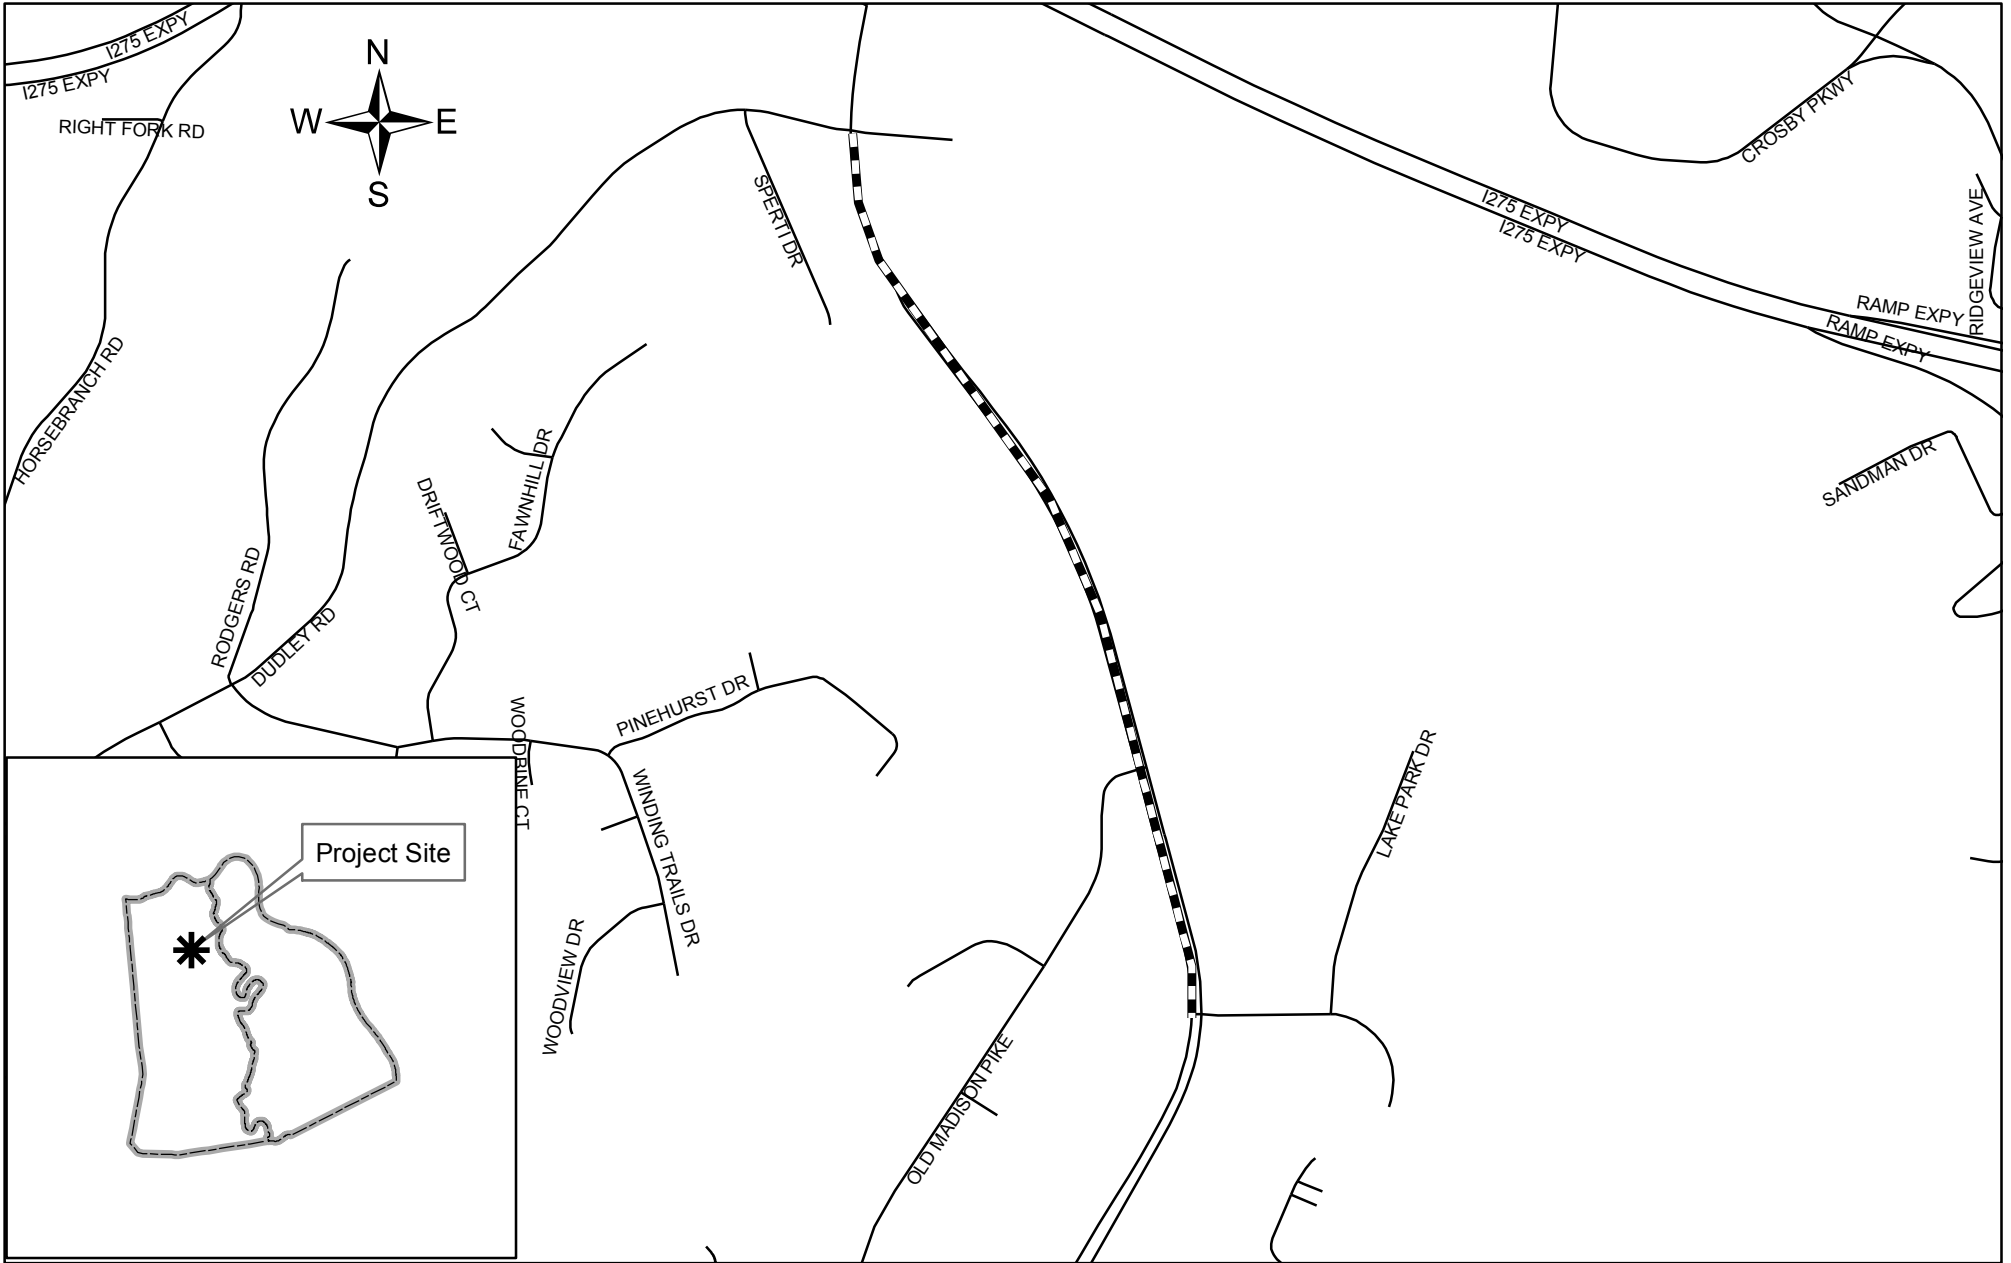 I275 EXPY
I275 EXPY
RIGHT FORK RD
N
W
E
S
CROSBY PKWY
SPERTI DR
I275 EXPY
I275 EXPY
RIDGEVIEW AVE
RAMP EXPY
RAMP EXPY
HORSEBRANCH RD
SANDMAN DR
FAWNHILL DR
DRIFTWOOD CT
RODGERS RD
DUDLEY RD
PINEHURST DR
WOODBINE CT
WINDING TRAILS DR
LAKE PARK DR
Project Site
WOODVIEW DR
OLD MADISON PIKE